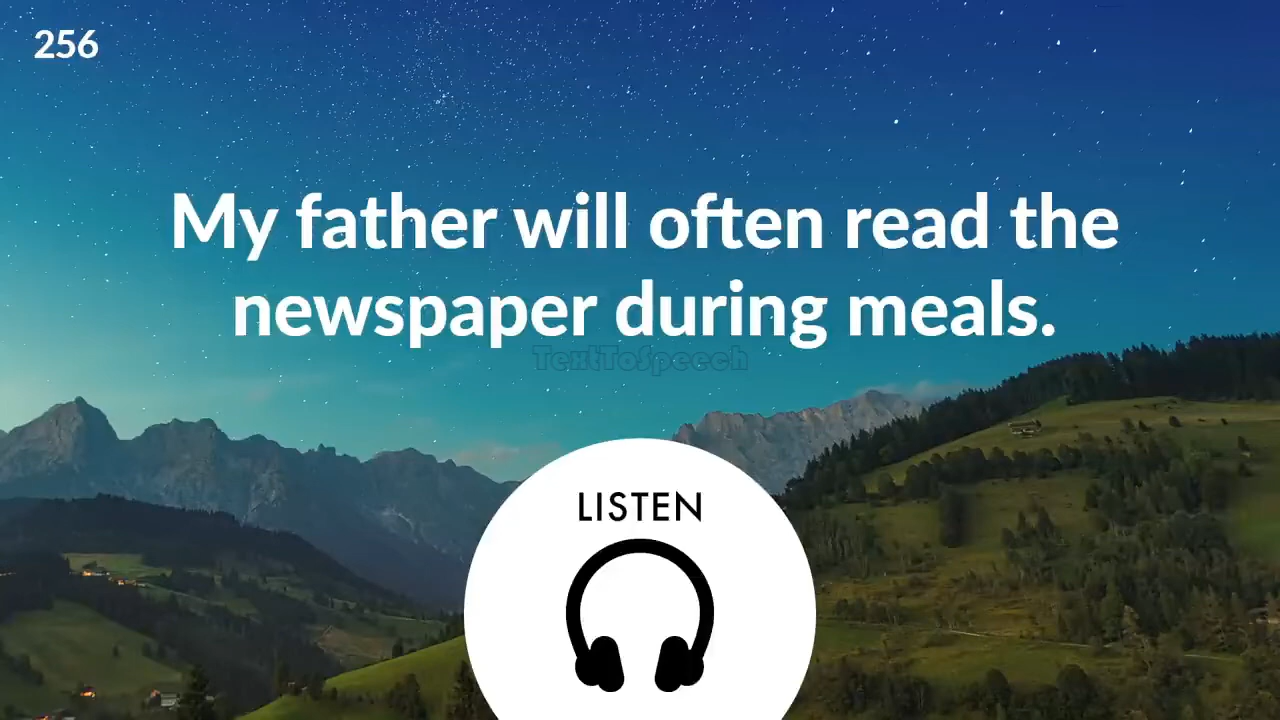 256
My father will often read the
newspaper during meals.
TextToSpeech
LISTEN